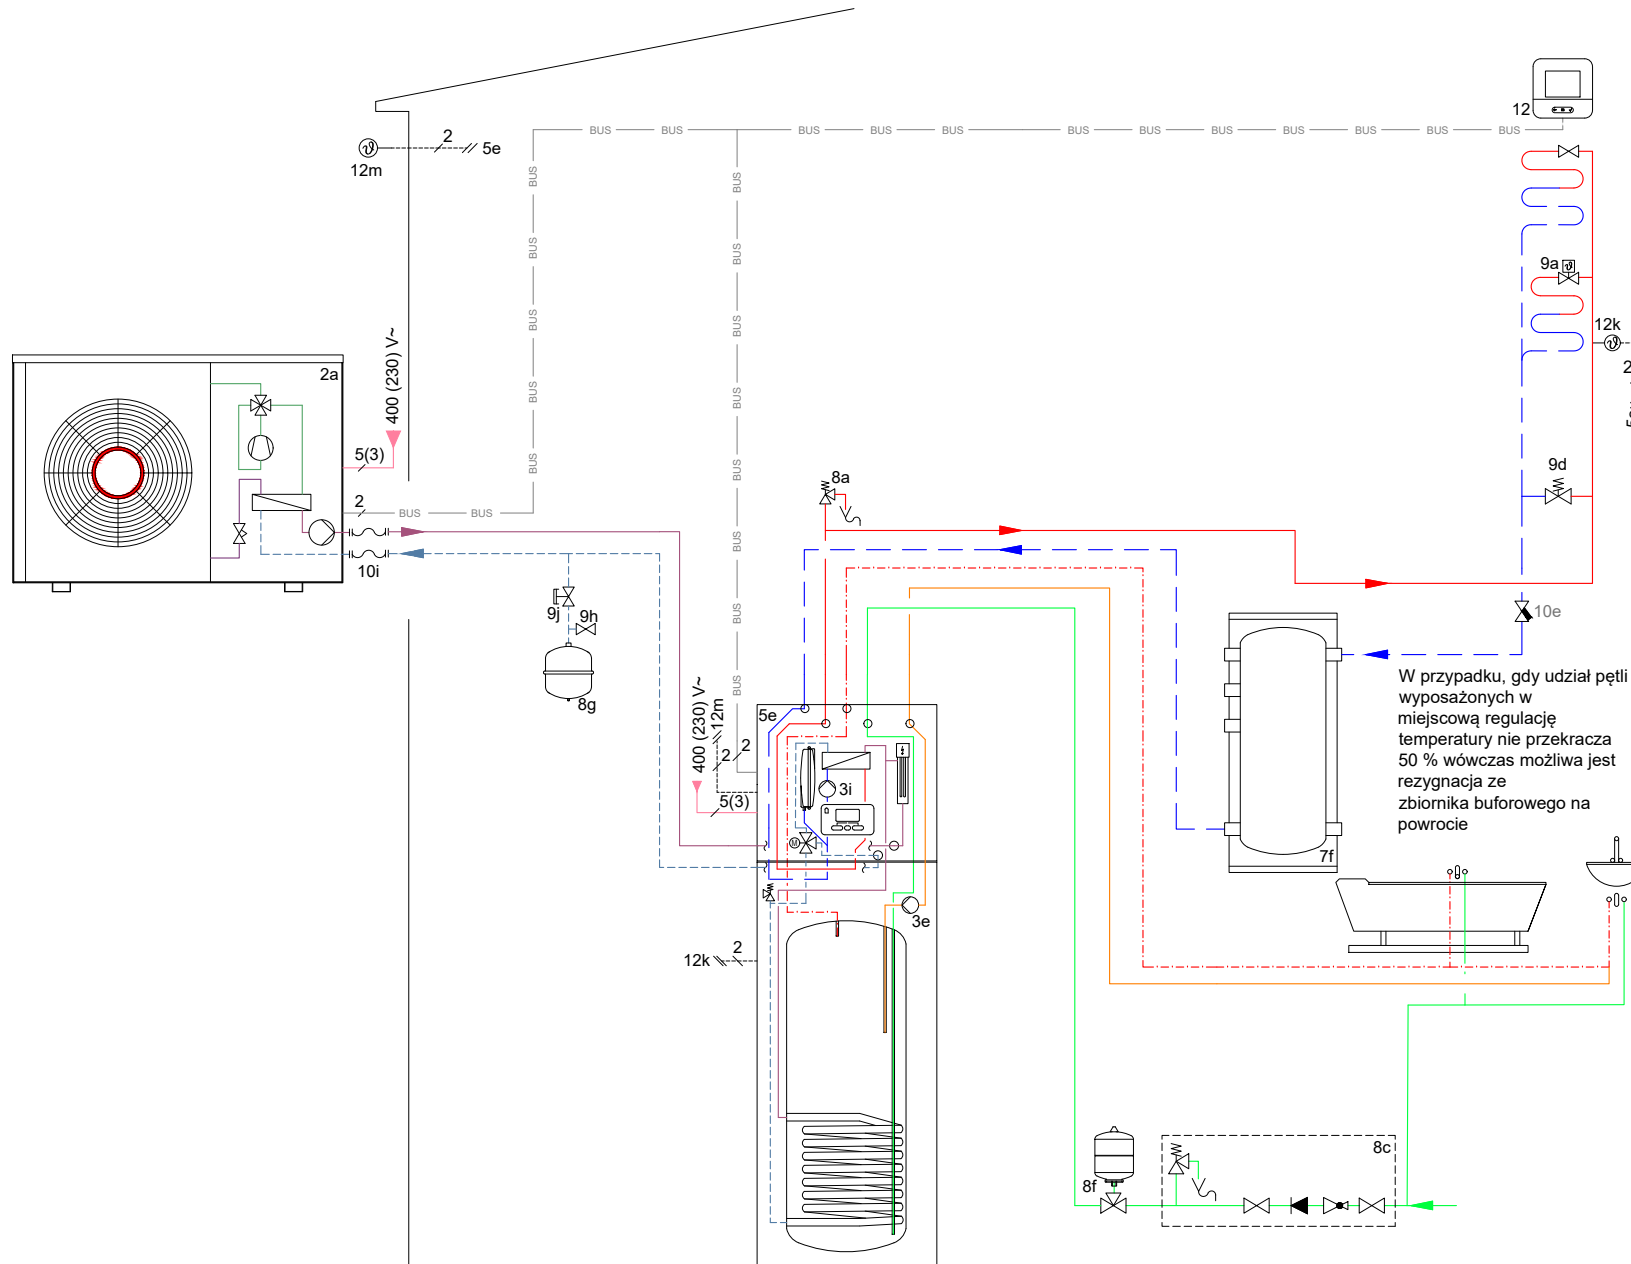 12
BUS BUS BUS BUS BUS BUS BUS BUS BUS BUS BUS BUS
2
5e
12m
BUS
BUS
BUS
BUS
BUS
BUS
BUS
BUS
BUS
BUS
BUS
BUS
BUS
9a
12k
2
2a
400 (230) V~
5(3)
2
BUS BUS
10i
8a
9d
9j
9h
8g
10e
W przypadku, gdy udział pętli
wyposażonych w
miejscową regulację
temperatury nie przekracza
50 % wówczas możliwa jest
rezygnacja ze
zbiornika buforowego na
powrocie
7f
5e
400 (230) V~
12m
2
2
5(3)
3i
M
3e
12k
2
8f
8c